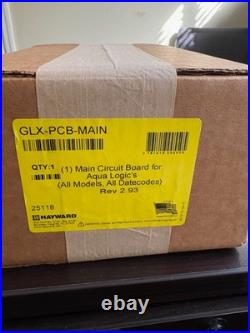 GLX-PCB-MAIN
QTY:1
(1) Main Circuit Board for
Aqua Logic's
(All Models, All Datecodes)
Rev 2.93
2511B
HAYWARD